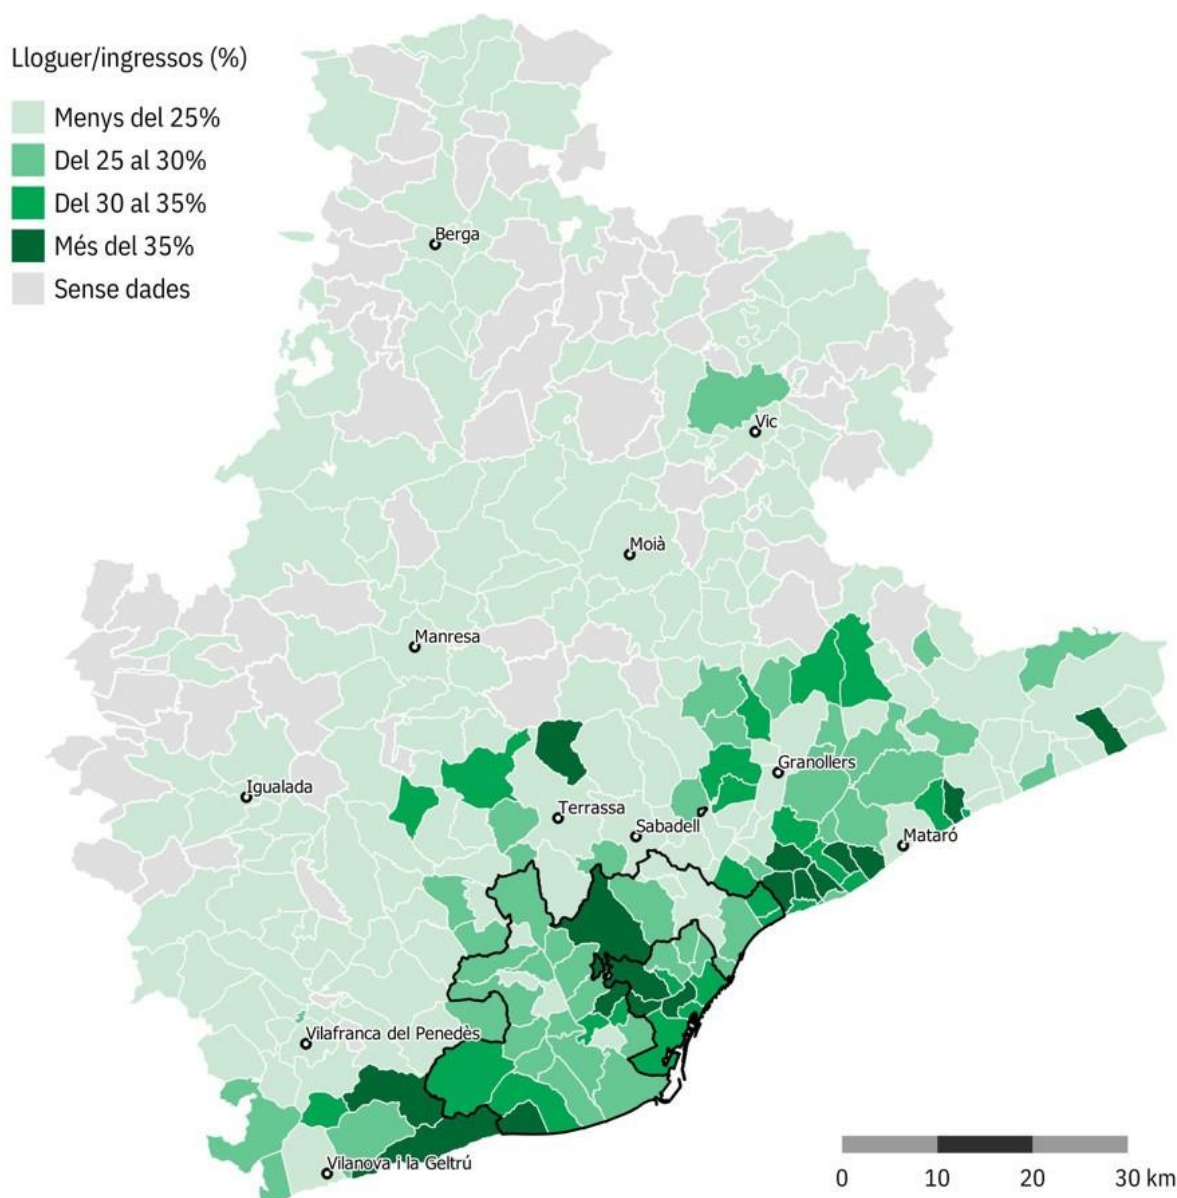 Lloguer/ingressos (%)
Menys del 25%
Del 25 al 30%
Del 30 al 35%
Més del 35%
Sense dades
Berga
Vic
Moià
Manresa
Igualada
Granollers
Terrassa
Sabadell
Mataró
Vilafranca del Penedès
Vilanova i la Geltrú
0 10 20 30 km